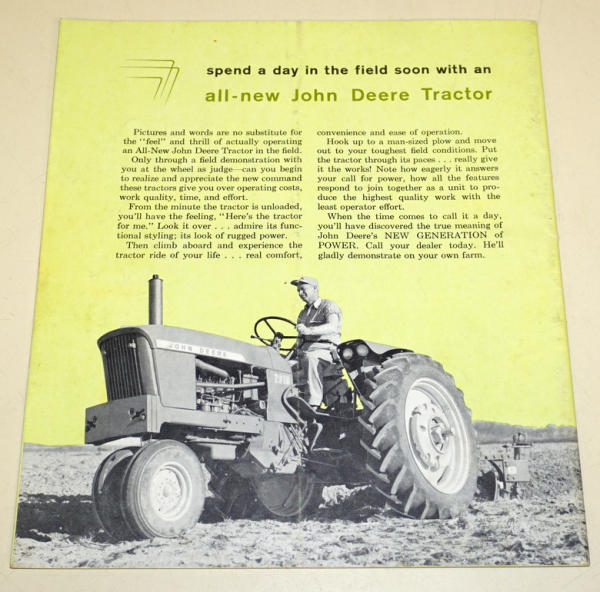 spend a day in the field soon with an
all-new John Deere Tractor
Pictures and words are no substitute for
the "feel" and thrill of actually operating
an All-New John Deere Tractor in the field.
Only through a field demonstration with
you at the wheel as judge—can you begin
to realize and appreciate the new command
these tractors give you over operating costs,
work quality, time, and effort.
From the minute the tractor is unloaded,
you'll have the feeling, "Here's the tractor
for me." Look it over . . . admire its func-
tional styling; its look of rugged power.
Then climb aboard and experience the
tractor ride of your life . . . real comfort,
convenience and ease of operation.
Hook up to a man-sized plow and move
out to your toughest field conditions. Put
the tractor through its paces . . . really give
it the works! Note how eagerly it answers
your call for power, how all the features
respond to join together as a unit to pro-
duce the highest quality work with the
least operator effort.
When the time comes to call it a day,
you'll have discovered the true meaning of
John Deere's NEW GENERATION of
POWER. Call your dealer today. He'll
gladly demonstrate on your own farm.
JOHN DEERE